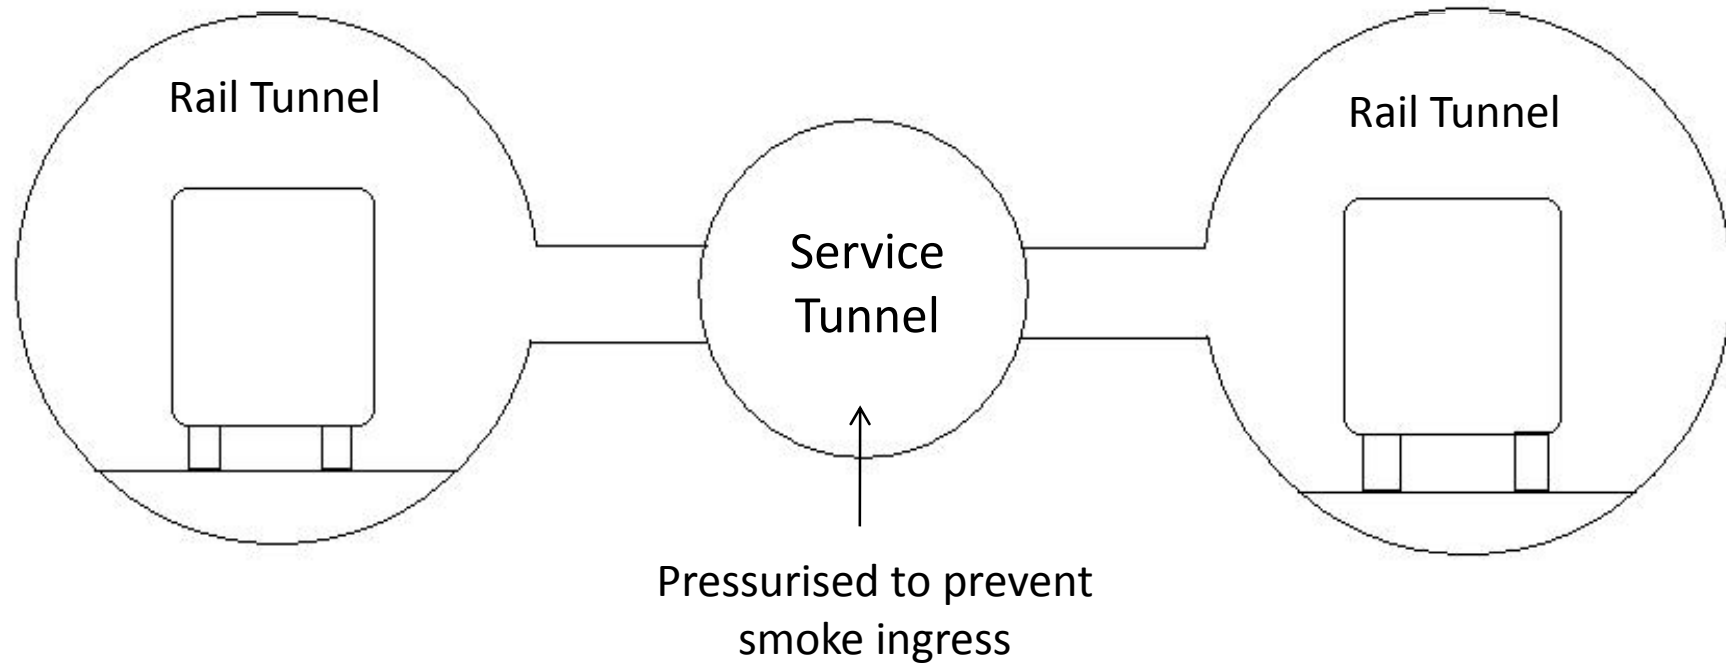 Rail Tunnel
Rail Tunnel
Service
Tunnel
Pressurised to prevent
smoke ingress